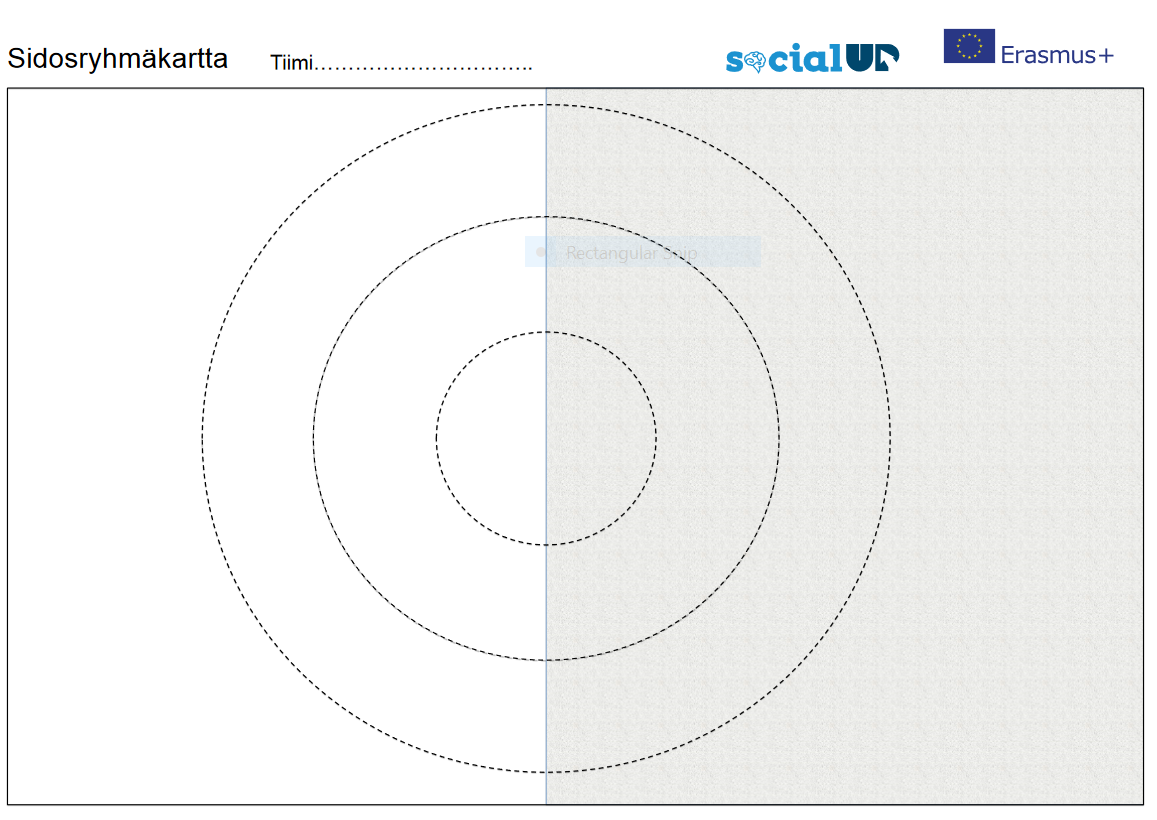 Sidosryhmäkartta
Tiimi…………………………..
socialUP
Erasmus+
Rectangular Snip